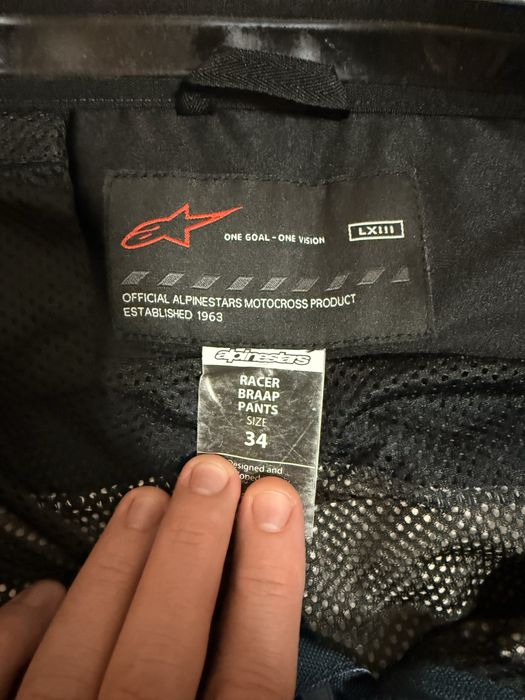 ONE GOAL - ONE VISION
LXIII
OFFICIAL ALPINESTARS MOTOCROSS PRODUCT
ESTABLISHED 1963
alpinestars
RACER
BRAAP
PANTS
SIZE
34
Designed and